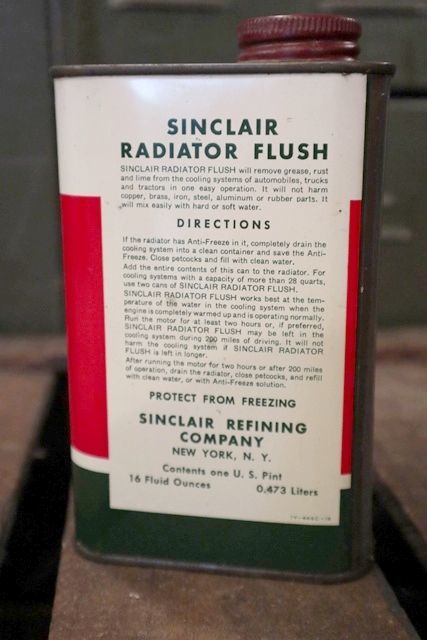 SINCLAIR
RADIATOR FLUSH
SINCLAIR RADIATOR FLUSH will remove grease, rust
and lime from the cooling systems of automobiles, trucks
and tractors in one easy operation. It will not harm
copper, brass, iron, steel, aluminum or rubber parts. It
will mix easily with hard or soft water.
DIRECTIONS
If the radiator has Anti-Freeze in it, completely drain the
cooling system into a clean container and save the Anti-
Freeze. Close petcocks and fill with clean water.
Add the entire contents of this can to the radiator. For
cooling systems with a capacity of more than 28 quarts,
use two cans of SINCLAIR RADIATOR FLUSH.
SINCLAIR RADIATOR FLUSH works best at the tem-
perature of the water in the cooling system when the
engine is completely warmed up and is operating normally.
Run the motor for at least two hours or, if preferred,
SINCLAIR RADIATOR FLUSH may be left in the
cooling system during 200 miles of driving. It will not
harm the cooling system if SINCLAIR RADIATOR
FLUSH is left in longer.
After running the motor for two hours or after 200 miles
of operation, drain the radiator, close petcocks, and refill
with clean water, or with Anti-Freeze solution.
PROTECT FROM FREEZING
SINCLAIR REFINING
COMPANY
NEW YORK, N. Y.
Contents one U. S. Pint
16 Fluid Ounces 0.473 Liters